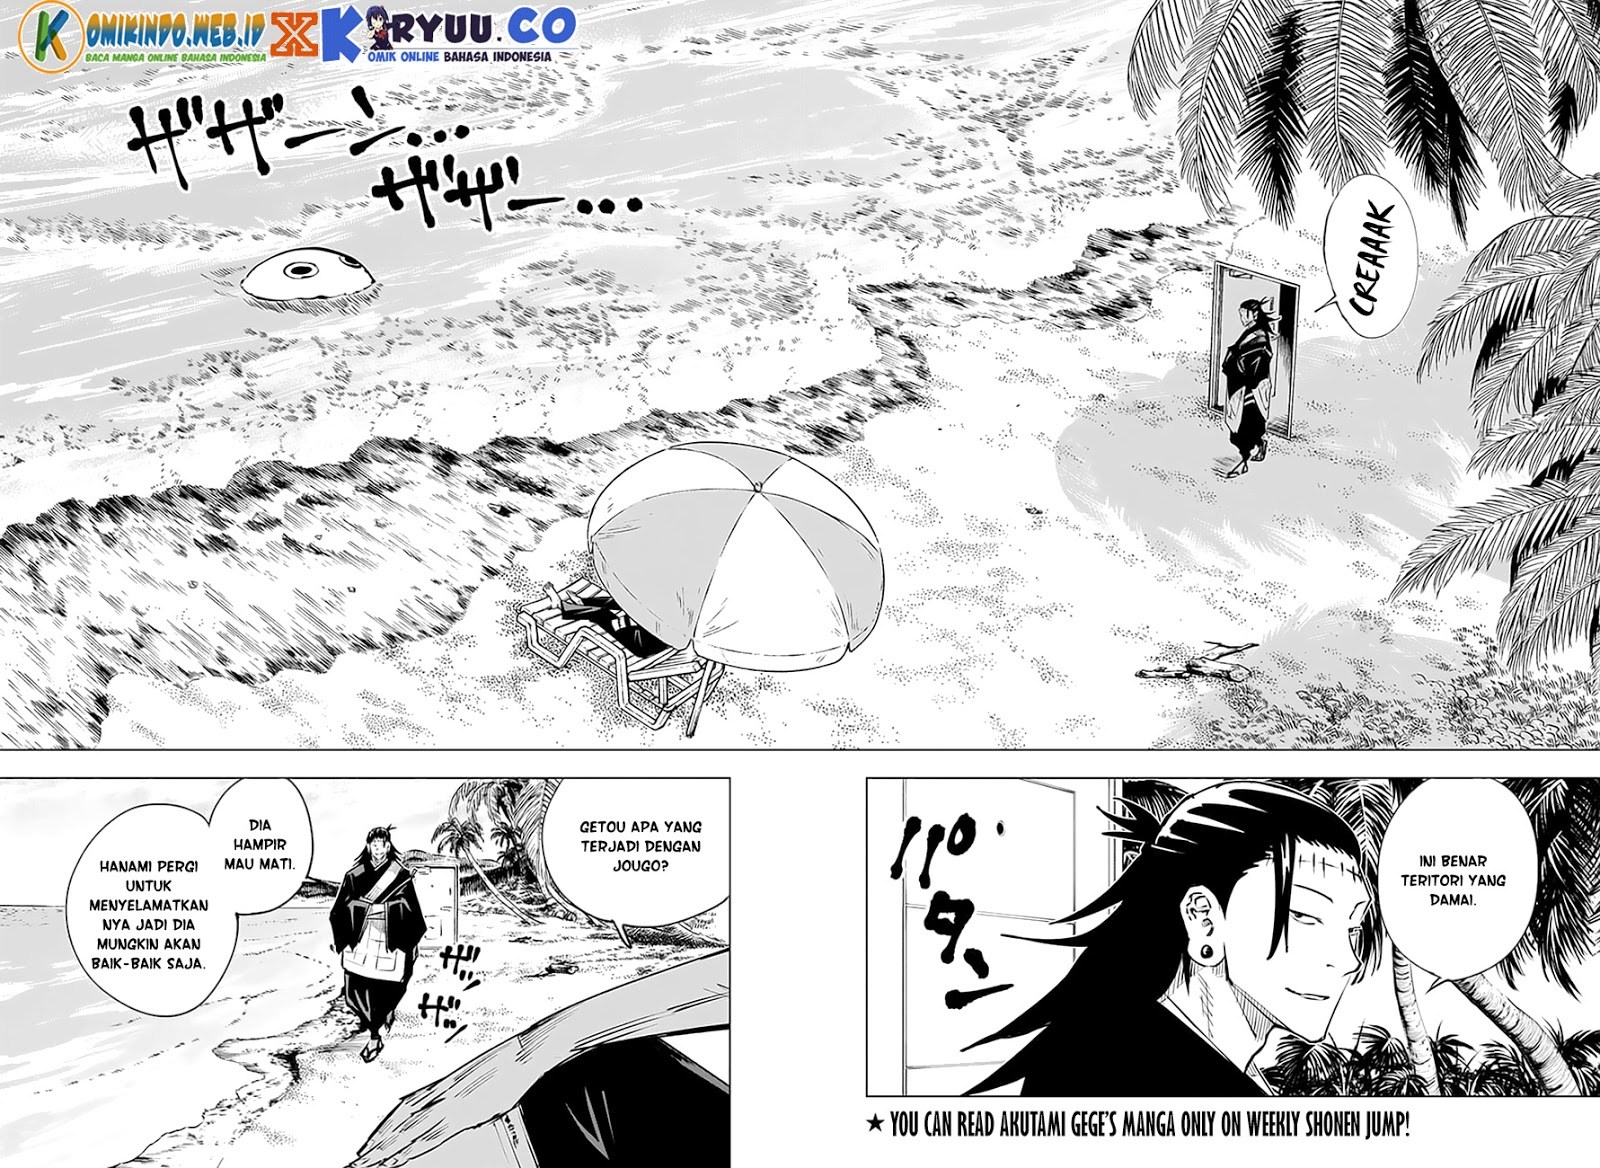 KOMIKINDO.WEB.ID X KIRYUU.CO
BACA MANGA ONLINE BAHASA INDONESIA
KOMIK ONLINE BAHASA INDONESIA
ザザーン...
ザザー...
CREAAAK
INI BENAR
TERITORI YANG
DAMAI.
パタン
GETOU APA YANG
TERJADI DENGAN
JOUGO?
DIA
HAMPIR
MAU MATI.
HANAMI PERGI
UNTUK
MENYELAMATKAN
NYA JADI DIA
MUNGKIN AKAN
BAIK-BAIK SAJA.
ザッ
ザッ
★ YOU CAN READ AKUTAMI GEGE'S MANGA ONLY ON WEEKLY SHONEN JUMP!